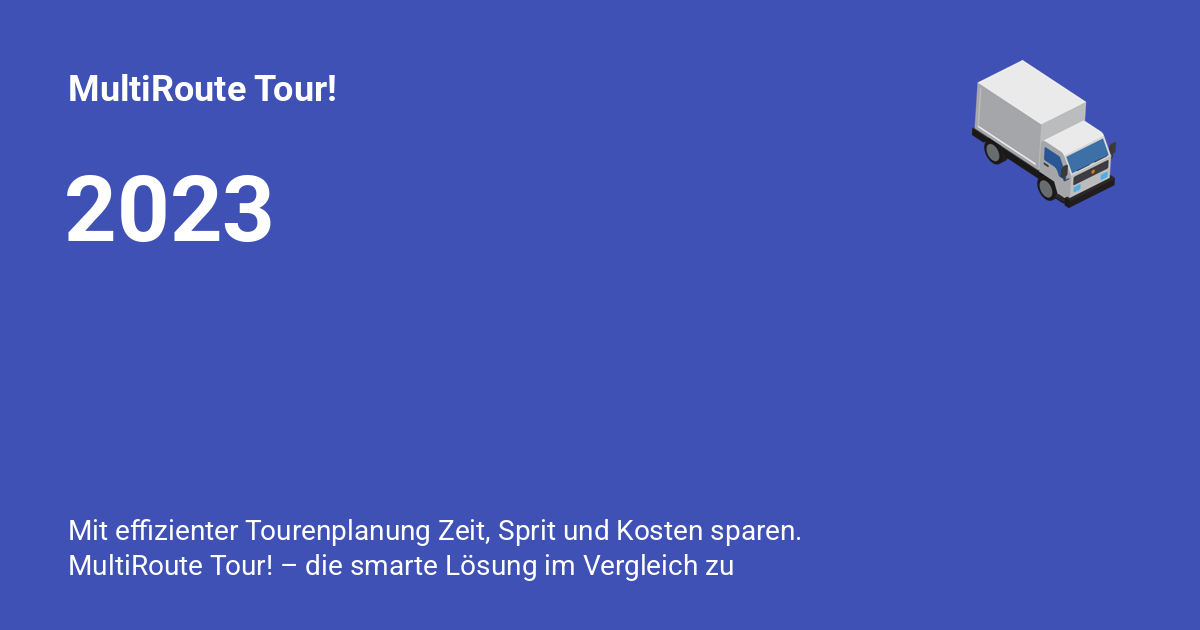 MultiRoute Tour!
2023
Mit effizienter Tourenplanung Zeit, Sprit und Kosten sparen.
MultiRoute Tour! – die smarte Lösung im Vergleich zu